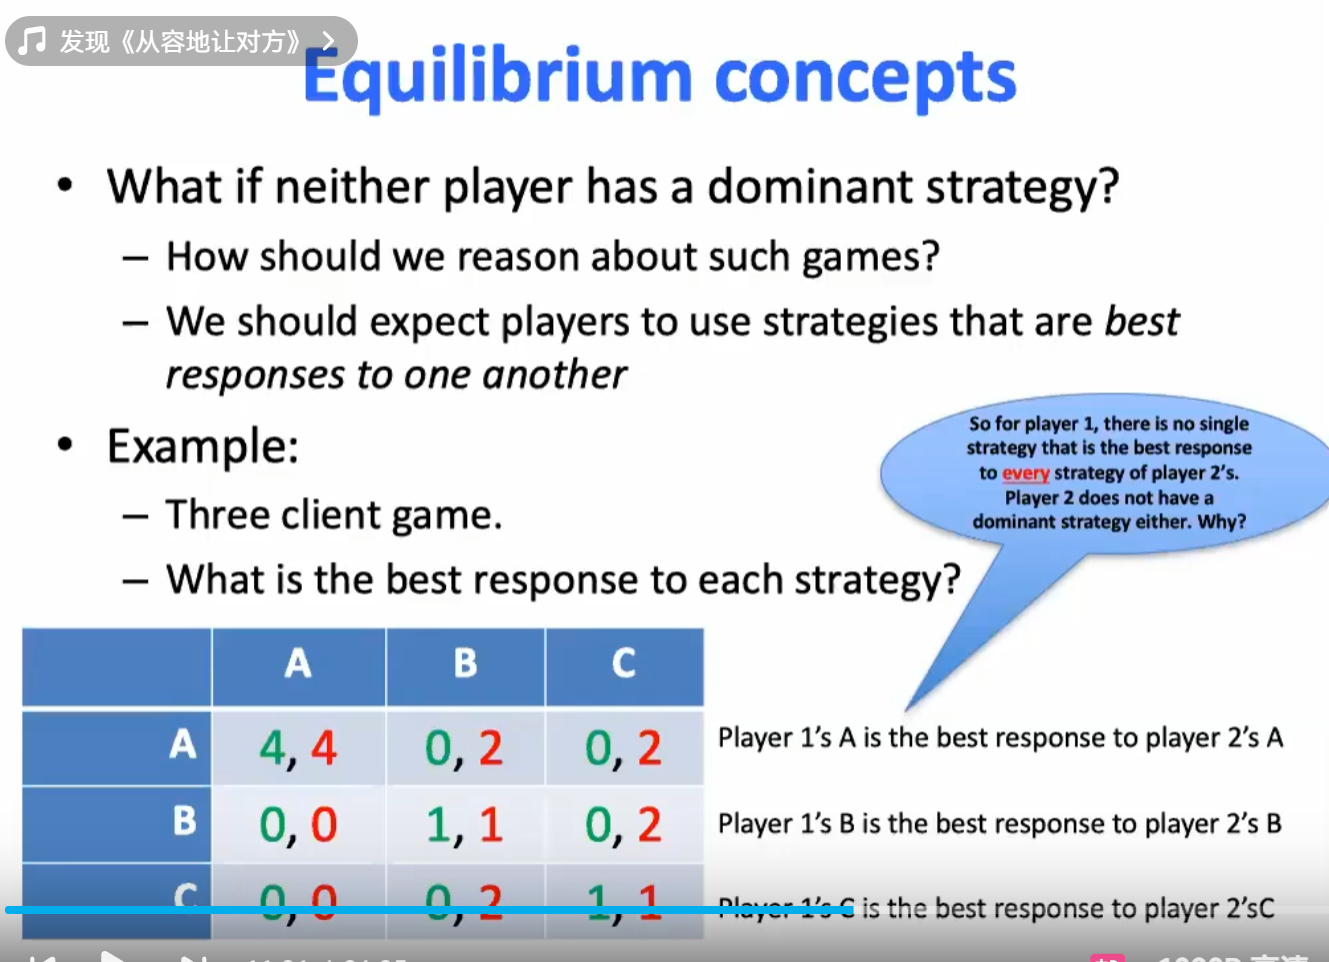 发现《从容地让对方》
Equilibrium concepts
• What if neither player has a dominant strategy?
– How should we reason about such games?
– We should expect players to use strategies that are best
responses to one another
• Example:
– Three client game.
– What is the best response to each strategy?
So for player 1, there is no single
strategy that is the best response
to every strategy of player 2's.
Player 2 does not have a
dominant strategy either. Why?
A B C
A 4, 4 0, 2 0, 2 Player 1's A is the best response to player 2's A
B 0, 0 1, 1 0, 2 Player 1's B is the best response to player 2's B
C 0, 0 0, 2 1, 1 Player 1's C is the best response to player 2'sC